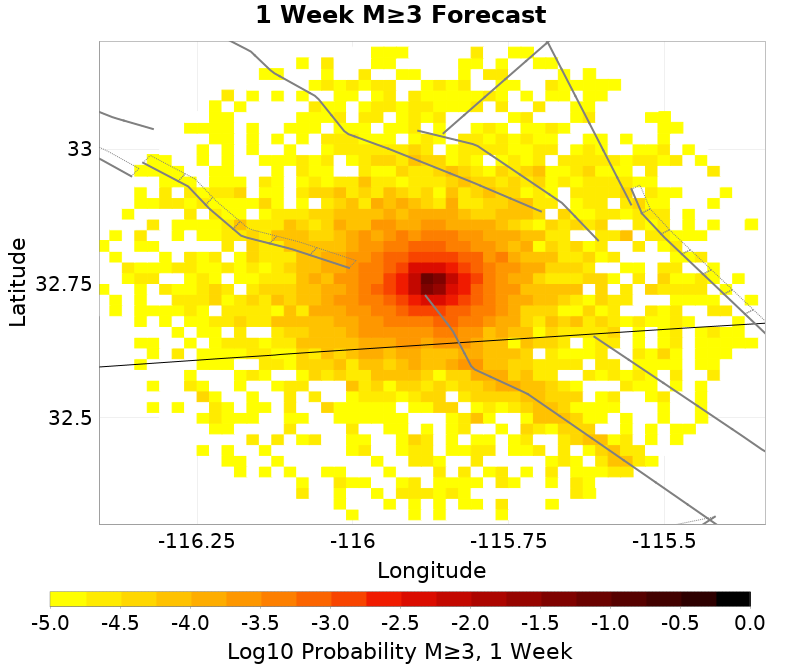 1 Week M≥3 Forecast
33
32.75
32.5
Latitude
-116.25 -116 -115.75 -115.5
Longitude
-5.0 -4.5 -4.0 -3.5 -3.0 -2.5 -2.0 -1.5 -1.0 -0.5 0.0
Log10 Probability M≥3, 1 Week